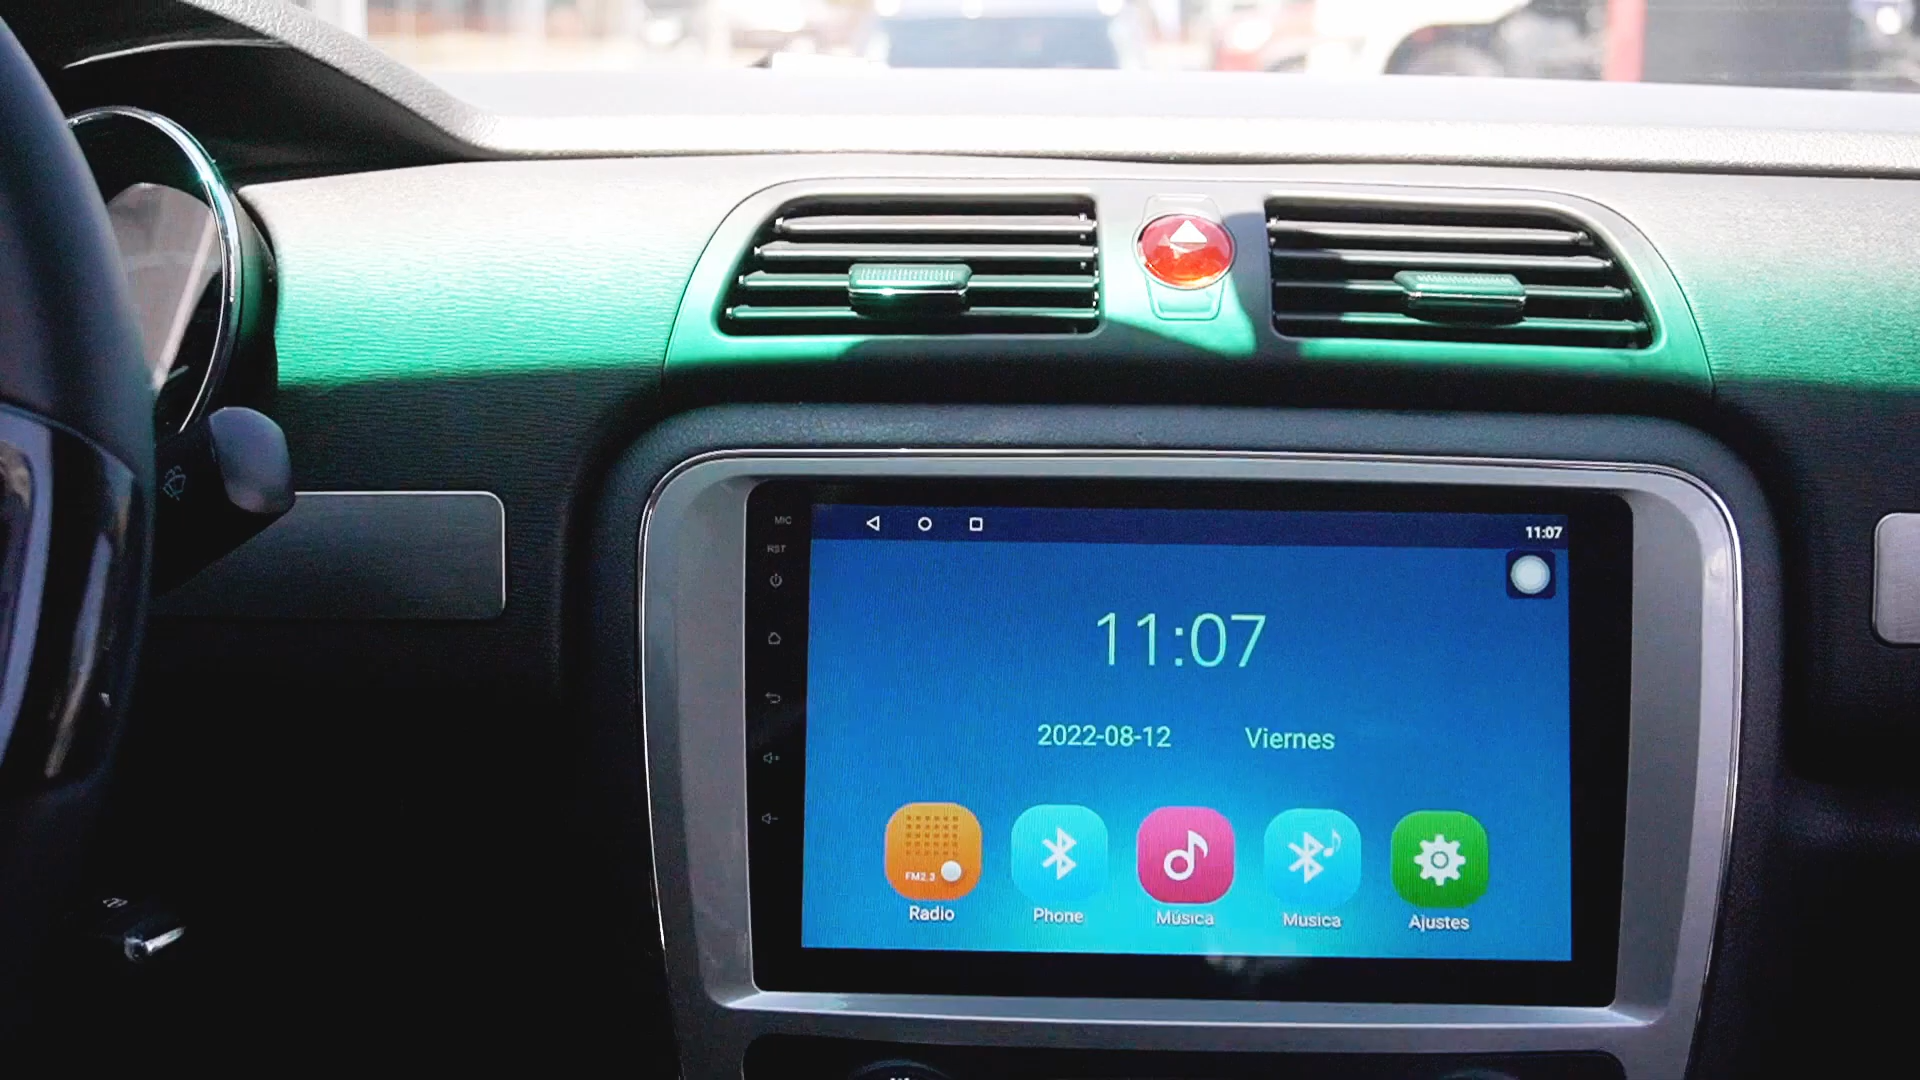 MIC
RST
11:07
11:07
2022-08-12 Viernes
FM2.3
Radio Phone Música Musica Ajustes